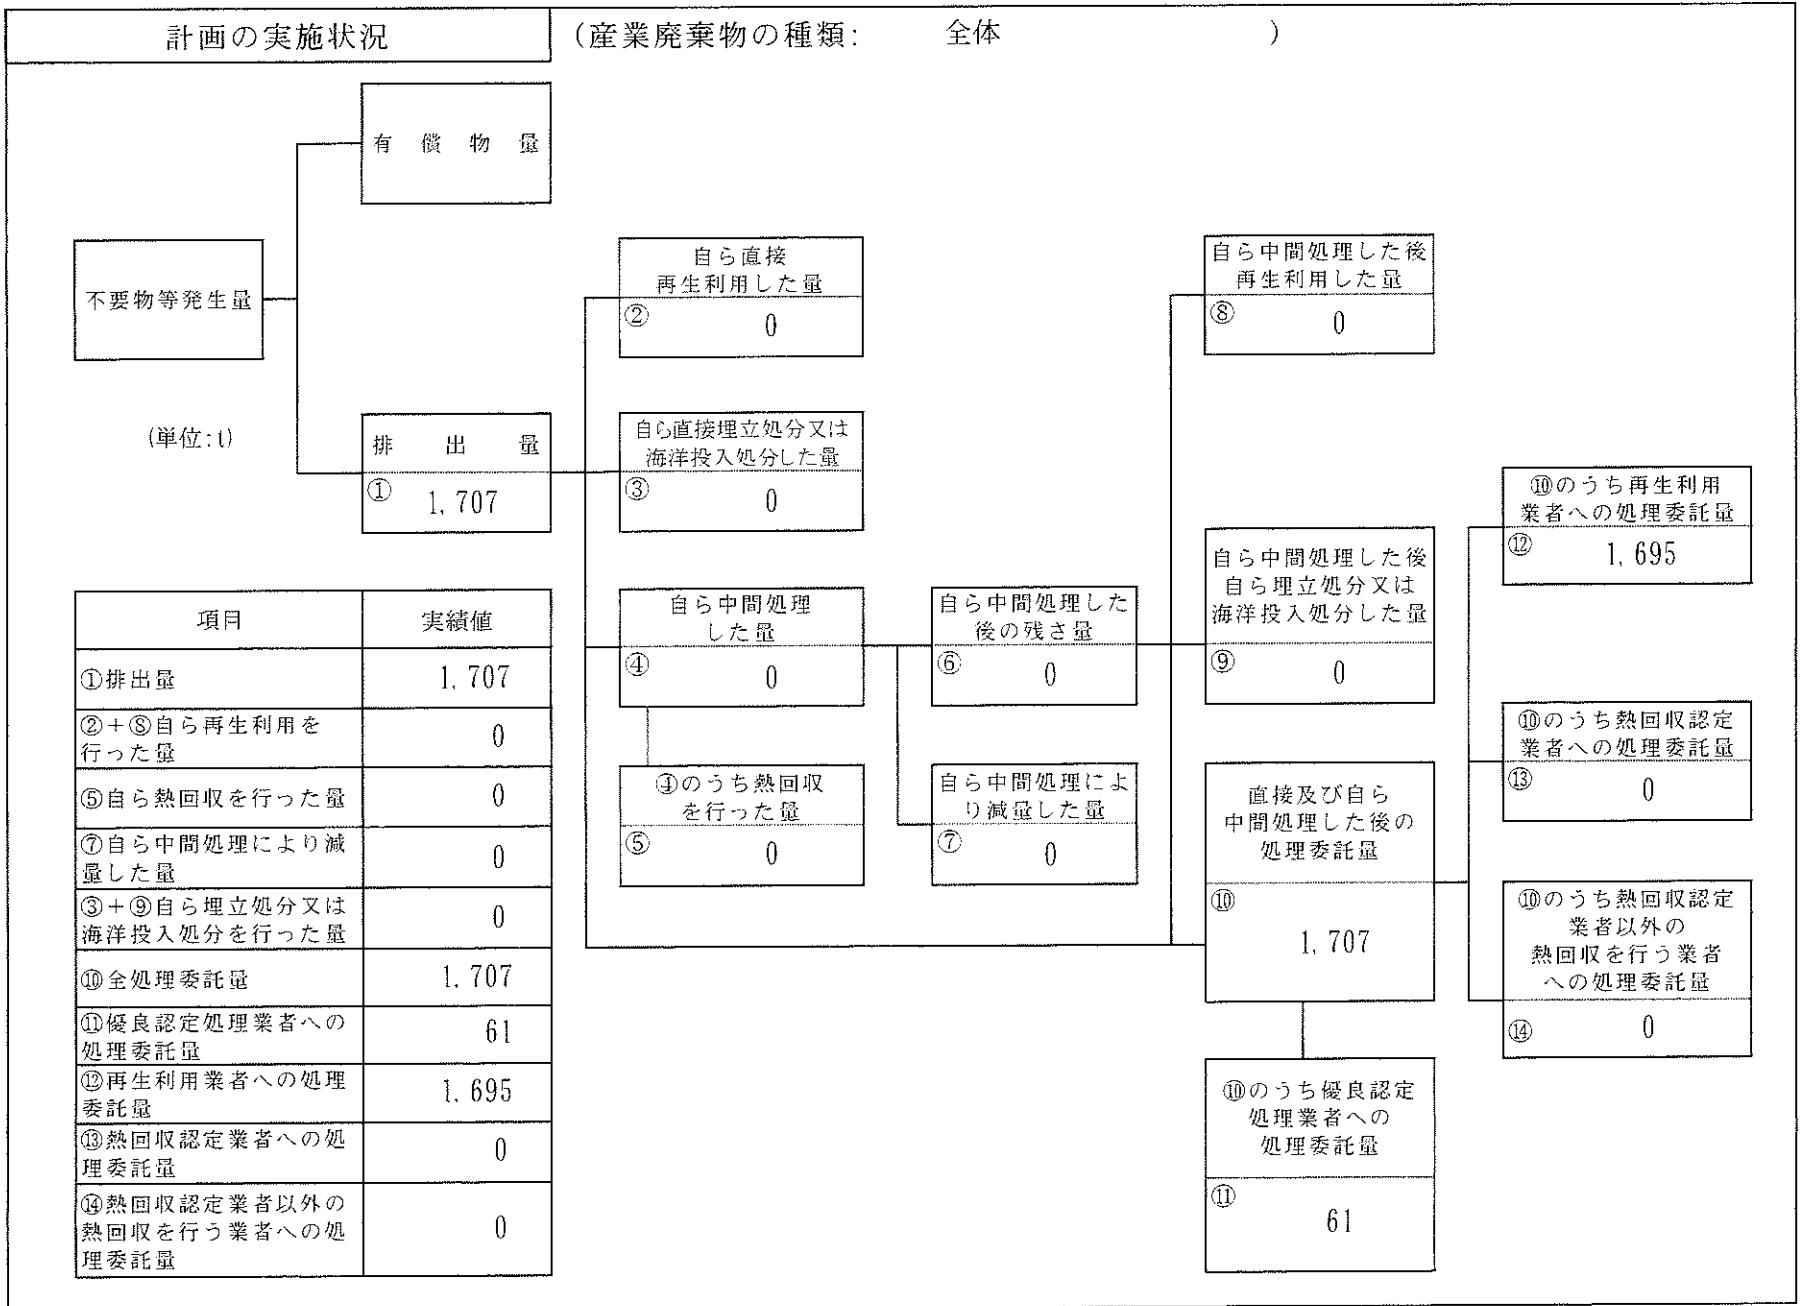 計画の実施状況
(産業廃棄物の種類: 全体 )
有償物量
不要物等発生量
(単位:t)
排出量
① 1,707
自ら直接
再生利用した量
② 0
自ら直接埋立処分又は
海洋投入処分した量
③ 0
自ら中間処理
した量
④ 0
④のうち熱回収
を行った量
⑤ 0
自ら中間処理した
後の残さ量
⑥ 0
自ら中間処理によ
り減量した量
⑦ 0
自ら中間処理した後
再生利用した量
⑧ 0
自ら中間処理した後
自ら埋立処分又は
海洋投入処分した量
⑨ 0
直接及び自ら
中間処理した後の
処理委託量
⑩
1,707
⑩のうち優良認定
処理業者への
処理委託量
⑪
61
⑩のうち再生利用
業者への処理委託量
⑫ 1,695
⑩のうち熱回収認定
業者への処理委託量
⑬ 0
⑩のうち熱回収認定
業者以外の
熱回収を行う業者
への処理委託量
⑭ 0
項目 実績値
①排出量 1,707
②+⑧自ら再生利用を
行った量 0
⑤自ら熱回収を行った量 0
⑦自ら中間処理により減
量した量 0
③+⑨自ら埋立処分又は
海洋投入処分を行った量 0
⑩全処理委託量 1,707
⑪優良認定処理業者への
処理委託量 61
⑫再生利用業者への処理
委託量 1,695
⑬熱回収認定業者への処
理委託量 0
⑭熱回収認定業者以外の
熱回収を行う業者への処
理委託量 0